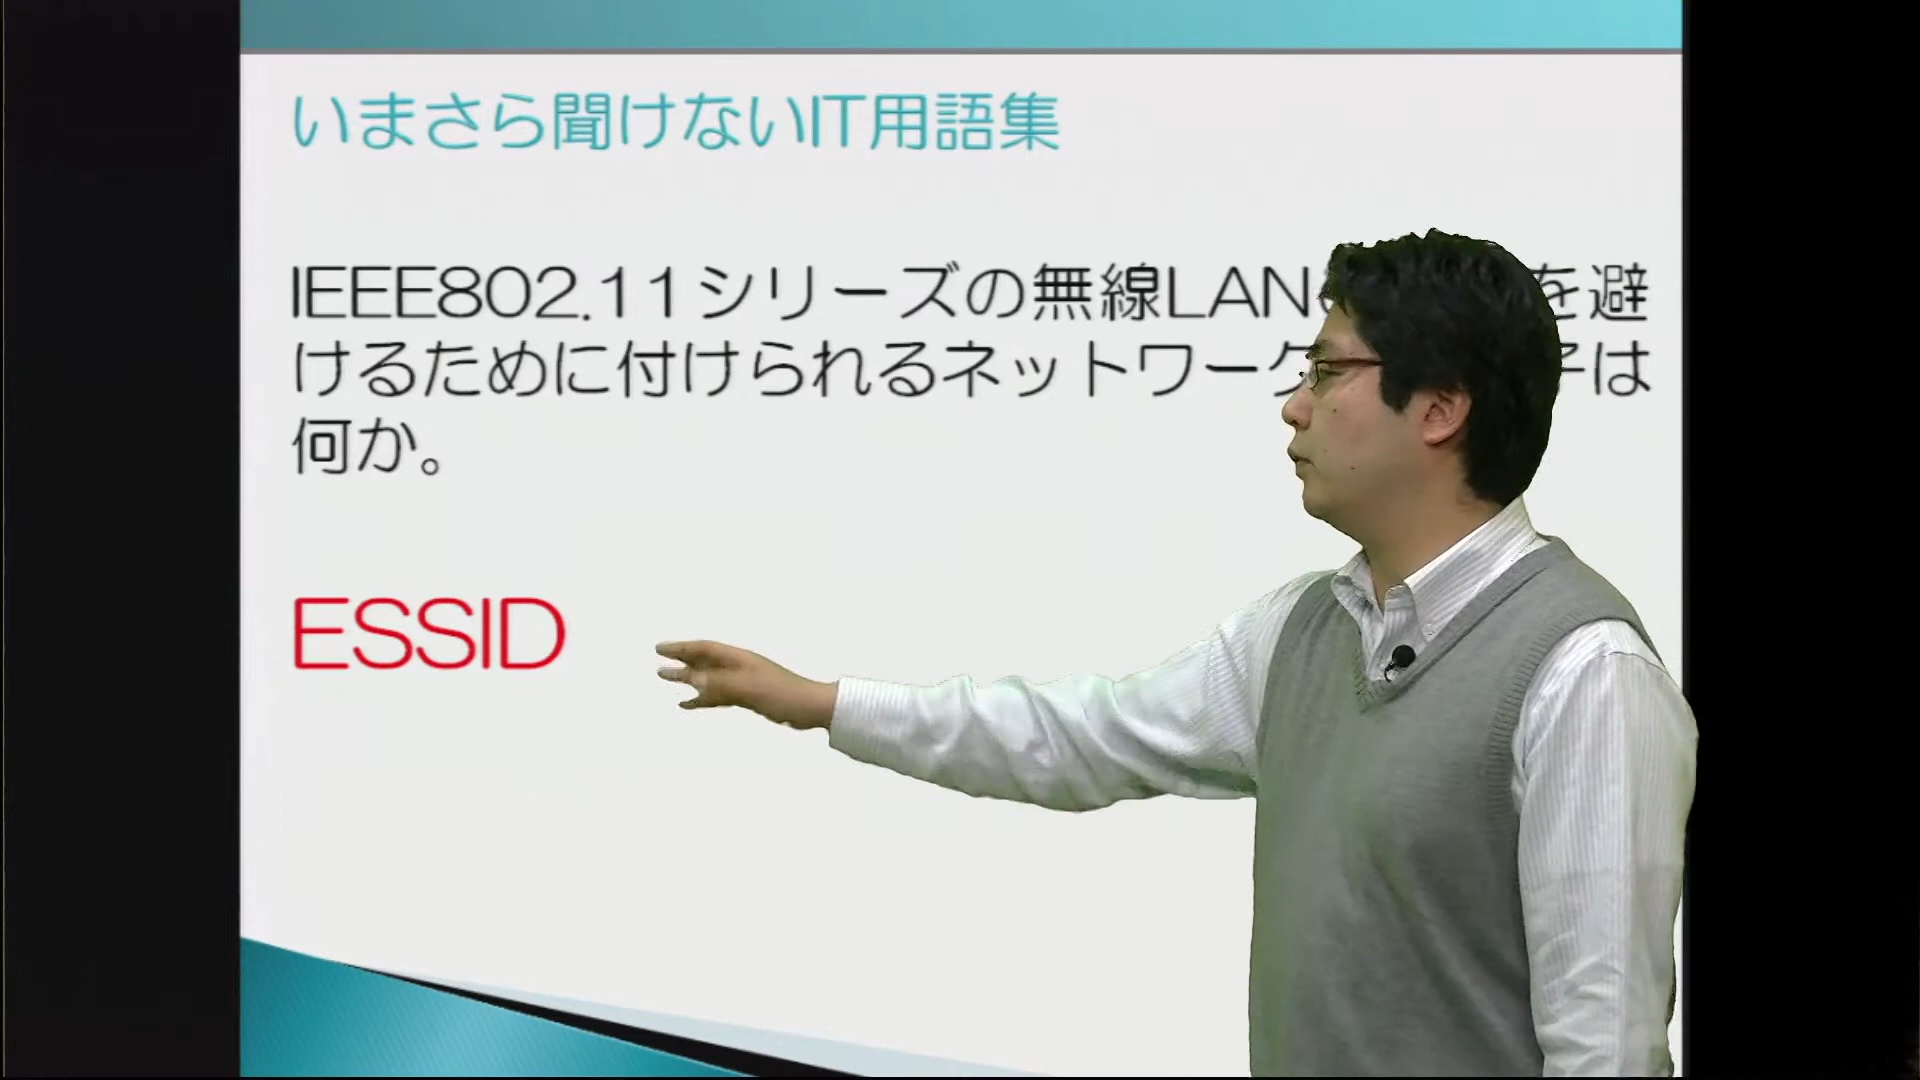 いまさら聞けないIT用語集
IEEE802.11シリーズの無線LAN を避
けるために付けられるネットワーク は
何か。
ESSID